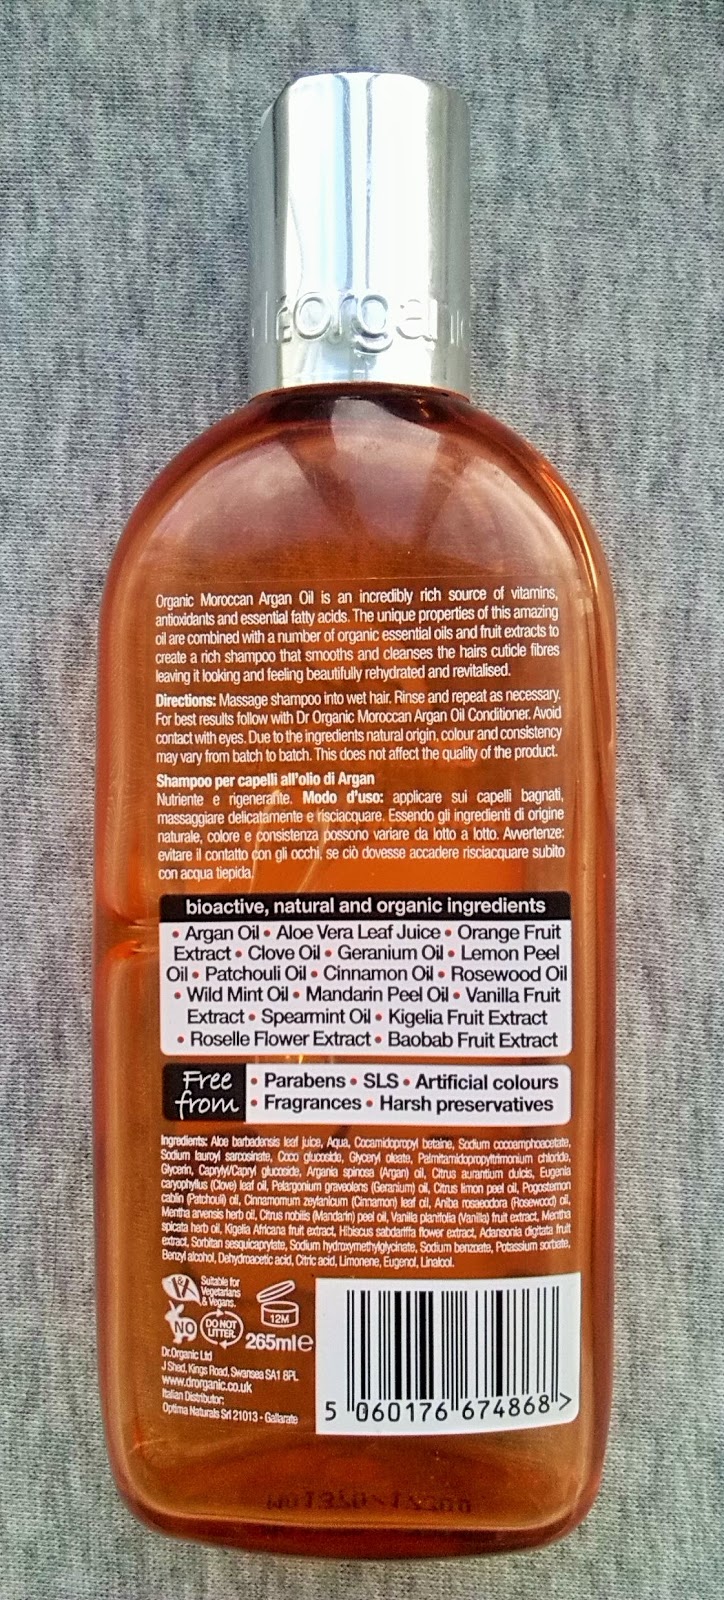 organi
Organic Moroccan Argan Oil is an incredibly rich source of vitamins,
antioxidants and essential fatty acids. The unique properties of this amazing
oil are combined with a number of organic essential oils and fruit extracts to
create a rich shampoo that smooths and cleanses the hairs cuticle fibres
leaving it looking and feeling beautifully rehydrated and revitalised.
Directions: Massage shampoo into wet hair. Rinse and repeat as necessary.
For best results follow with Dr Organic Moroccan Argan Oil Conditioner. Avoid
contact with eyes. Due to the ingredients natural origin, colour and consistency
may vary from batch to batch. This does not affect the quality of the product.
Shampoo per capelli all'olio di Argan
Nutriente e rigenerante. Modo d'uso: applicare sui capelli bagnati,
massaggiare delicatamente e risciacquare. Essendo gli ingredienti di origine
naturale, colore e consistenza possono variare da lotto a lotto. Avvertenze:
evitare il contatto con gli occhi, se ciò dovesse accadere risciacquare subito
con acqua tiepida.
bioactive, natural and organic ingredients
• Argan Oil • Aloe Vera Leaf Juice • Orange Fruit
Extract • Clove Oil • Geranium Oil • Lemon Peel
Oil • Patchouli Oil • Cinnamon Oil • Rosewood Oil
• Wild Mint Oil • Mandarin Peel Oil • Vanilla Fruit
Extract • Spearmint Oil • Kigelia Fruit Extract
• Roselle Flower Extract • Baobab Fruit Extract
Free from
• Parabens • SLS • Artificial colours
• Fragrances • Harsh preservatives
Ingredients: Aloe barbadensis leaf juice, Aqua, Cocamidopropyl betaine, Sodium cocoamphoacetate,
Sodium lauroyl sarcosinate, Coco glucoside, Glyceryl oleate, Palmitamidopropyltrimonium chloride,
Glycerin, Caprylyl/Capryl glucoside, Argania spinosa (Argan) oil, Citrus aurantium dulcis, Eugenia
caryophyllus (Clove) leaf oil, Pelargonium graveolens (Geranium) oil, Citrus limon peel oil, Pogostemon
cablin (Patchouli) oil, Cinnamomum zeylanicum (Cinnamon) leaf oil, Aniba rosaeodora (Rosewood) oil,
Mentha arvensis herb oil, Citrus nobilis (Mandarin) peel oil, Vanilla planifolia (Vanilla) fruit extract, Mentha
spicata herb oil, Kigelia Africana fruit extract, Hibiscus sabdariffa flower extract, Adansonia digitata fruit
extract, Sorbitan sesquicaprylate, Sodium hydroxymethylglycinate, Sodium benzoate, Potassium sorbate,
Benzyl alcohol, Dehydroacetic acid, Citric acid, Limonene, Eugenol, Linalool.
Suitable for
Vegetarians
& Vegans.
NO
DO NOT
LITTER
12M
265ml℮
Dr.Organic Ltd
J Shed, Kings Road, Swansea SA1 8PL
www.drorganic.co.uk
Italian Distributor:
Optima Naturals Srl 21013 - Gallarate
5 060176 674868 >